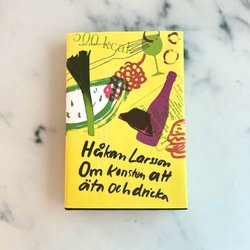 500 kcal
Håkan Larsson
Om konsten att
äta och dricka